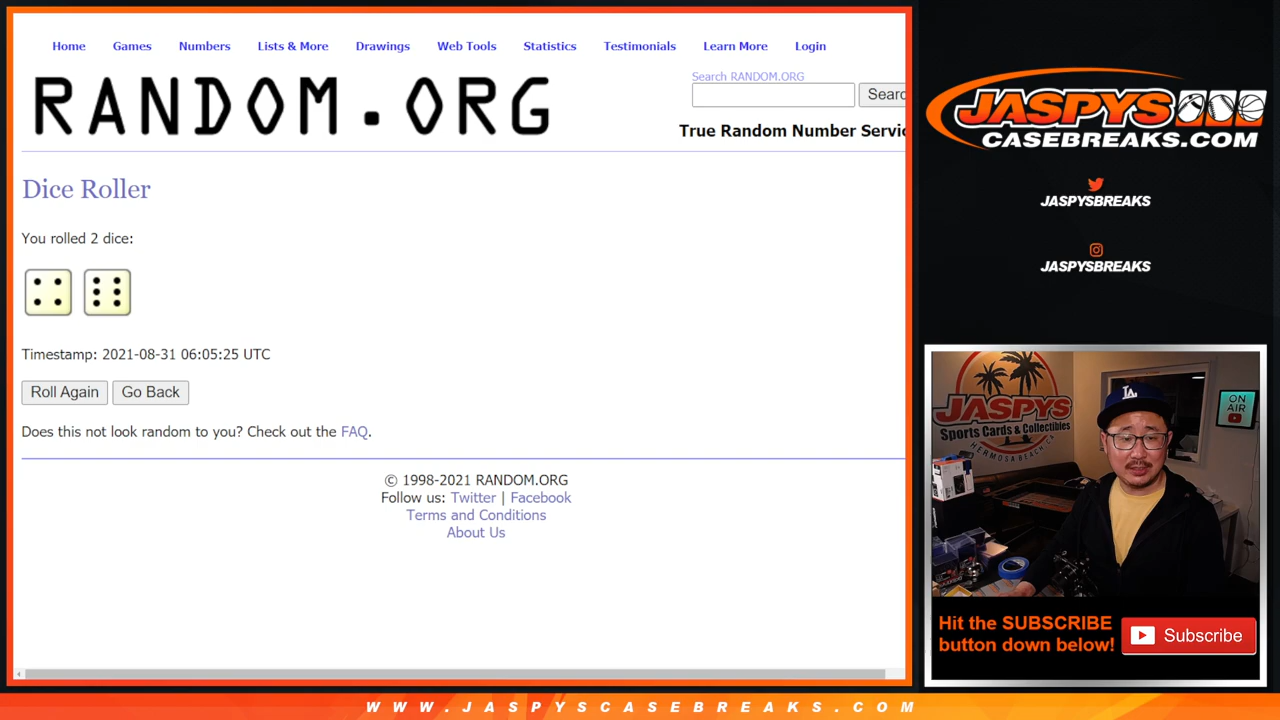 Home Games Numbers Lists & More Drawings Web Tools Statistics Testimonials Learn More Login
RANDOM.ORG
Search RANDOM.ORG
Searc
True Random Number Servic
Dice Roller
You rolled 2 dice:
Timestamp: 2021-08-31 06:05:25 UTC
Roll Again Go Back
Does this not look random to you? Check out the FAQ.
© 1998-2021 RANDOM.ORG
Follow us: Twitter | Facebook
Terms and Conditions
About Us
JASPYS
CASEBREAKS.COM
JASPYSBREAKS
JASPYSBREAKS
JASPYS
Sports Cards & Collectibles
HERMOSA BEACH, CA
LA
ON
AIR
Hit the SUBSCRIBE
button down below!
Subscribe
WWW.JASPYSCASEBREAKS.COM